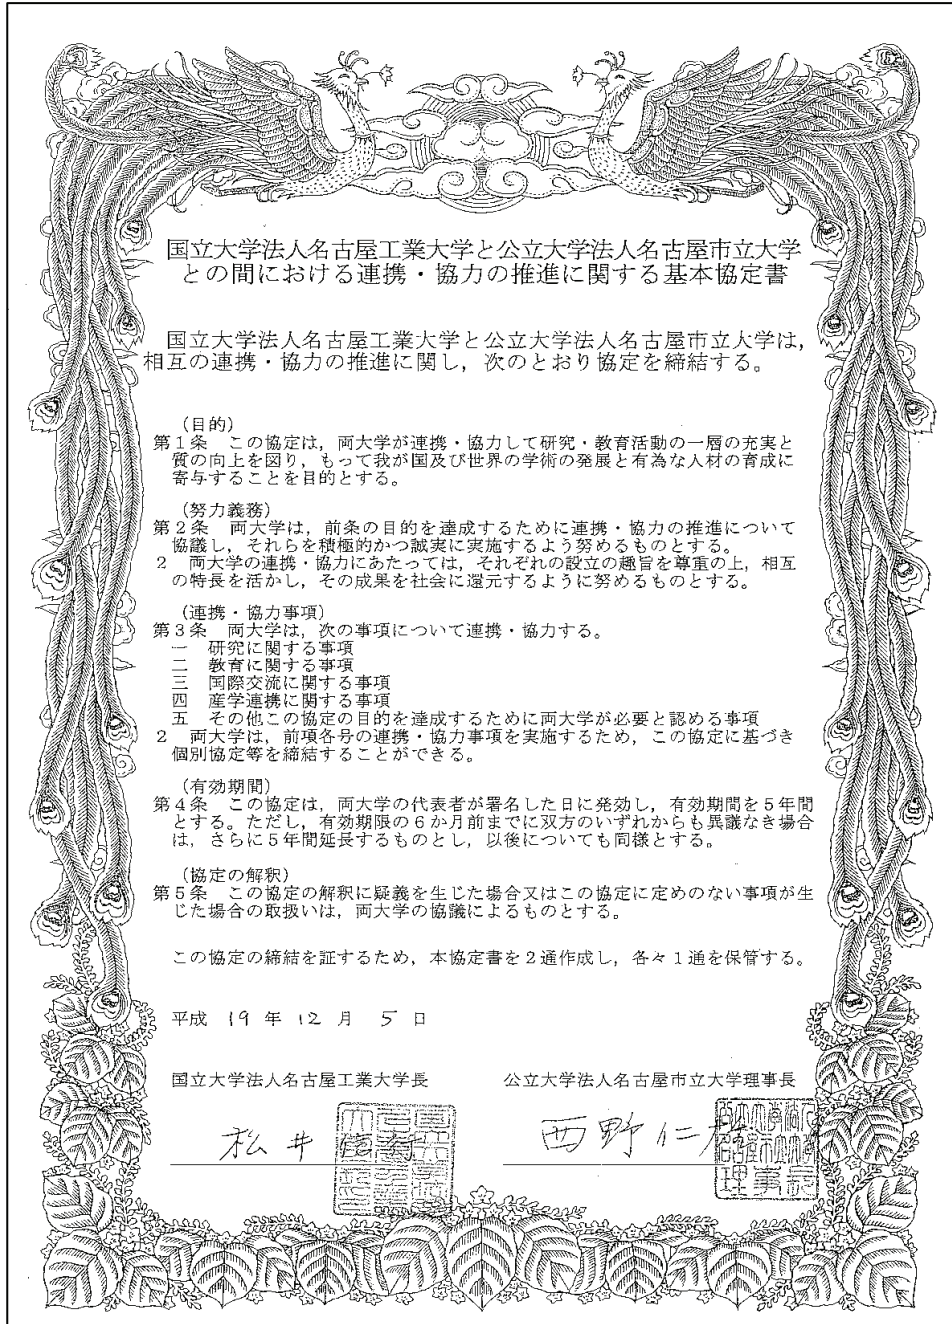 国立大学法人名古屋工業大学と公立大学法人名古屋市立大学
との間における連携・協力の推進に関する基本協定書
国立大学法人名古屋工業大学と公立大学法人名古屋市立大学は，
相互の連携・協力の推進に関し，次のとおり協定を締結する。
（目的）
第１条　この協定は，両大学が連携・協力して研究・教育活動の一層の充実と
質の向上を図り，もって我が国及び世界の学術の発展と有為な人材の育成に
寄与することを目的とする。
（努力義務）
第２条　両大学は，前条の目的を達成するために連携・協力の推進について
協議し，それらを積極的かつ誠実に実施するよう努めるものとする。
２　両大学の連携・協力にあたっては，それぞれの設立の趣旨を尊重の上，相互
の特長を活かし，その成果を社会に還元するように努めるものとする。
（連携・協力事項）
第３条　両大学は，次の事項について連携・協力する。
一　研究に関する事項
二　教育に関する事項
三　国際交流に関する事項
四　産学連携に関する事項
五　その他この協定の目的を達成するために両大学が必要と認める事項
２　両大学は，前項各号の連携・協力事項を実施するため，この協定に基づき
個別協定等を締結することができる。
（有効期間）
第４条　この協定は，両大学の代表者が署名した日に発効し，有効期間を５年間
とする。ただし，有効期限の６か月前までに双方のいずれからも異議なき場合
は，さらに５年間延長するものとし，以後についても同様とする。
（協定の解釈）
第５条　この協定の解釈に疑義を生じた場合又はこの協定に定めのない事項が生
じた場合の取扱いは，両大学の協議によるものとする。
この協定の締結を証するため，本協定書を２通作成し，各々１通を保管する。
平成 19 年 12 月 5 日
国立大学法人名古屋工業大学長　公立大学法人名古屋市立大学理事長
松井　西野仁